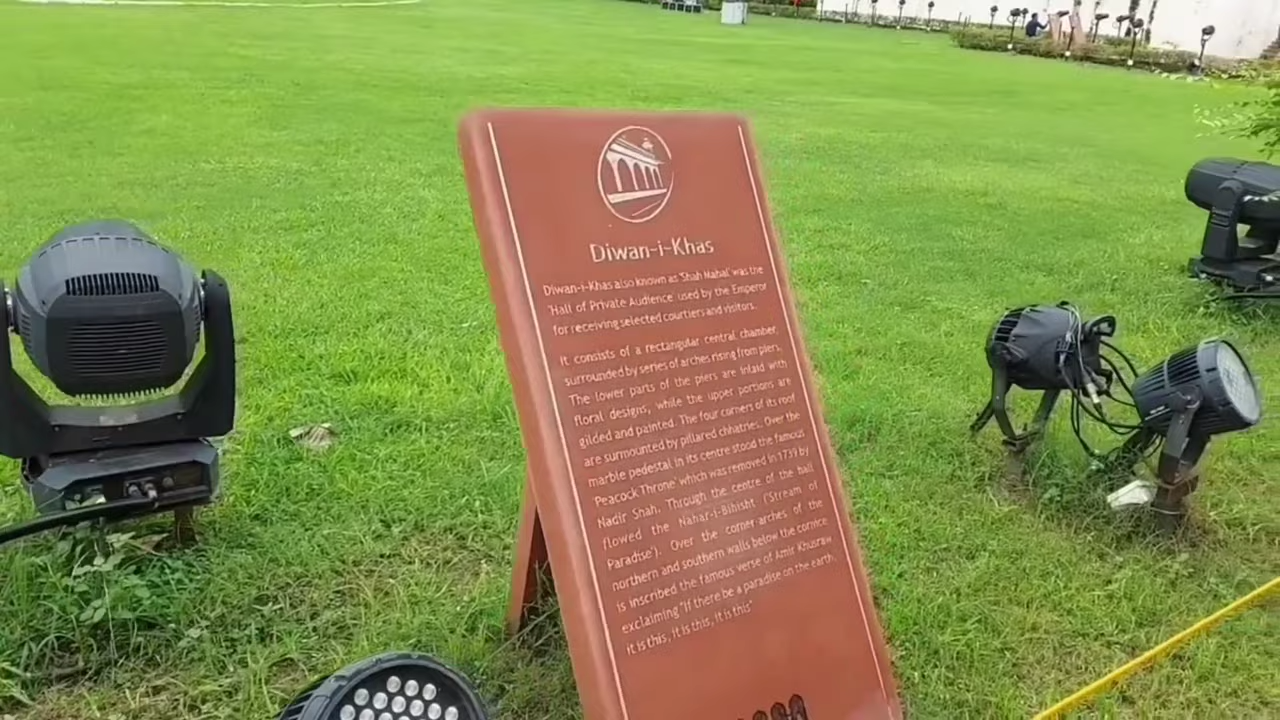 Diwan-i-Khas
Diwan-i-Khas also known as 'Shah Mahal' was the
'Hall of Private Audience' used by the Emperor
for receiving selected courtiers and visitors.
It consists of a rectangular central chamber,
surrounded by series of arches rising from piers.
The lower parts of the piers are inlaid with
floral designs, while the upper portions are
gilded and painted. The four corners of its roof
are surmounted by pillared chhatries. Over the
marble pedestal in its centre stood the famous
'Peacock Throne' which was removed in 1739 by
Nadir Shah. Through the centre of the hall
flowed the Nahar-i-Bihisht ('Stream of
Paradise'). Over the corner-arches of the
northern and southern walls below the cornice
is inscribed the famous verse of Amir Khusraw
exclaiming "If there be a paradise on the earth,
it is this, it is this, it is this"